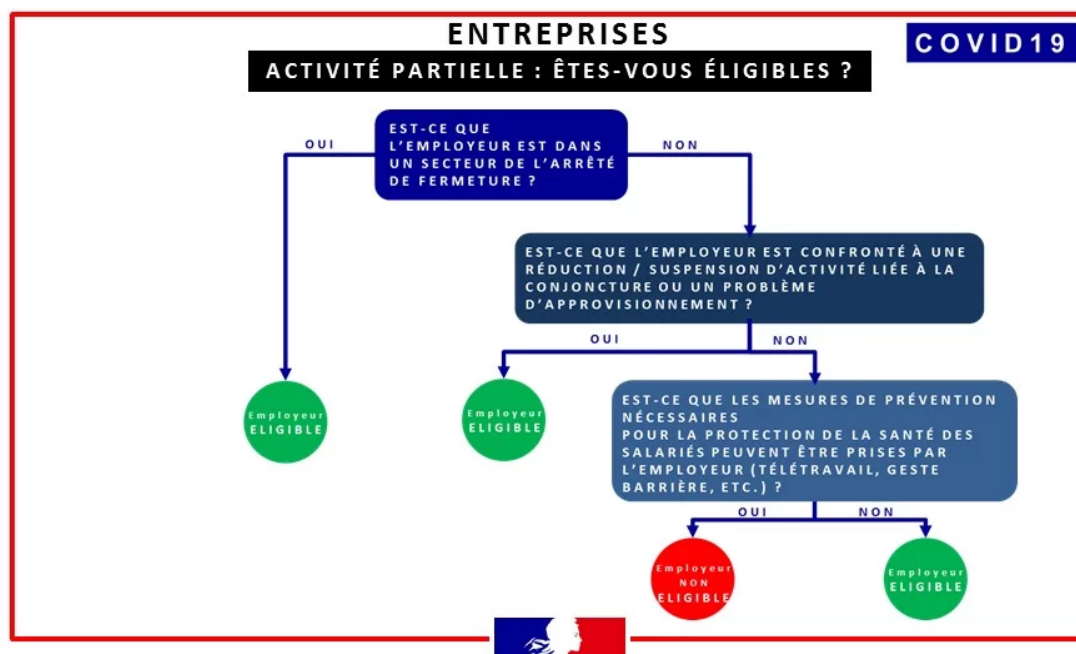 ENTREPRISES
COVID19
ACTIVITÉ PARTIELLE : ÊTES-VOUS ÉLIGIBLES ?
EST-CE QUE
L'EMPLOYEUR EST DANS
UN SECTEUR DE L'ARRÊTÉ
DE FERMETURE ?
OUI
NON
EST-CE QUE L'EMPLOYEUR EST CONFRONTÉ À UNE
RÉDUCTION / SUSPENSION D'ACTIVITÉ LIÉE À LA
CONJONCTURE OU UN PROBLÈME
D'APPROVISIONNEMENT ?
OUI
NON
Employeur
ELIGIBLE
Employeur
ELIGIBLE
EST-CE QUE LES MESURES DE PRÉVENTION
NÉCESSAIRES
POUR LA PROTECTION DE LA SANTÉ DES
SALARIÉS PEUVENT ÊTRE PRISES PAR
L'EMPLOYEUR (TÉLÉTRAVAIL, GESTE
BARRIÈRE, ETC.) ?
OUI
NON
Employeur
NON
ELIGIBLE
Employeur
ELIGIBLE